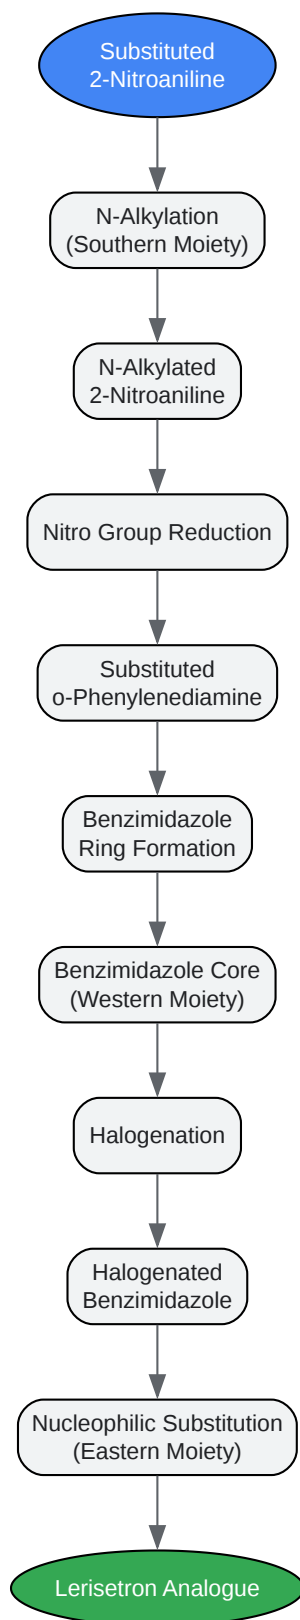 Substituted
2-Nitroaniline
N-Alkylation
(Southern Moiety)
N-Alkylated
2-Nitroaniline
Nitro Group Reduction
Substituted
o-Phenylenediamine
Benzimidazole
Ring Formation
Benzimidazole Core
(Western Moiety)
Halogenation
Halogenated
Benzimidazole
Nucleophilic Substitution
(Eastern Moiety)
Lerisetron Analogue